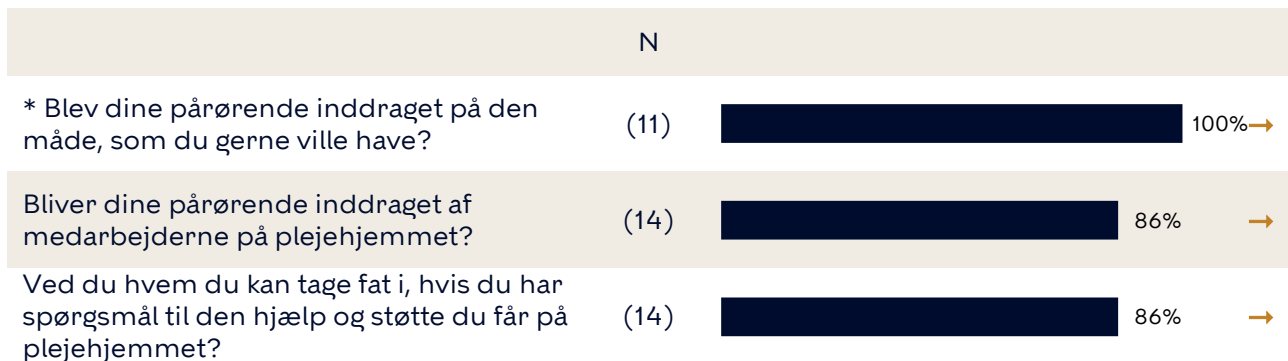 N
* Blev dine pårørende inddraget på den
måde, som du gerne ville have?
(11)
100%→
Bliver dine pårørende inddraget af
medarbejderne på plejehjemmet?
(14)
86% →
Ved du hvem du kan tage fat i, hvis du har
spørgsmål til den hjælp og støtte du får på
plejehjemmet?
(14)
86% →